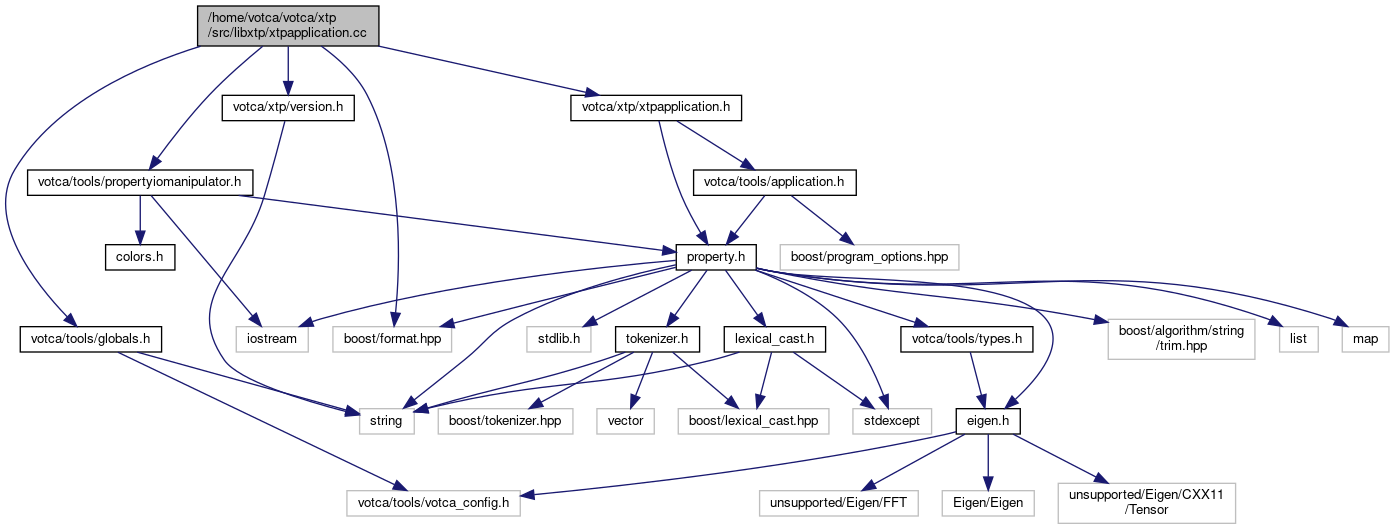 /home/votca/votca/xtp
/src/libxtp/xtpapplication.cc
votca/xtp/version.h
votca/xtp/xtpapplication.h
votca/tools/propertyiomanipulator.h
votca/tools/application.h
colors.h
property.h
boost/program_options.hpp
votca/tools/globals.h
iostream
boost/format.hpp
stdlib.h
tokenizer.h
lexical_cast.h
votca/tools/types.h
boost/algorithm/string
/trim.hpp
list
map
string
boost/tokenizer.hpp
vector
boost/lexical_cast.hpp
stdexcept
eigen.h
votca/tools/votca_config.h
unsupported/Eigen/FFT
Eigen/Eigen
unsupported/Eigen/CXX11
/Tensor